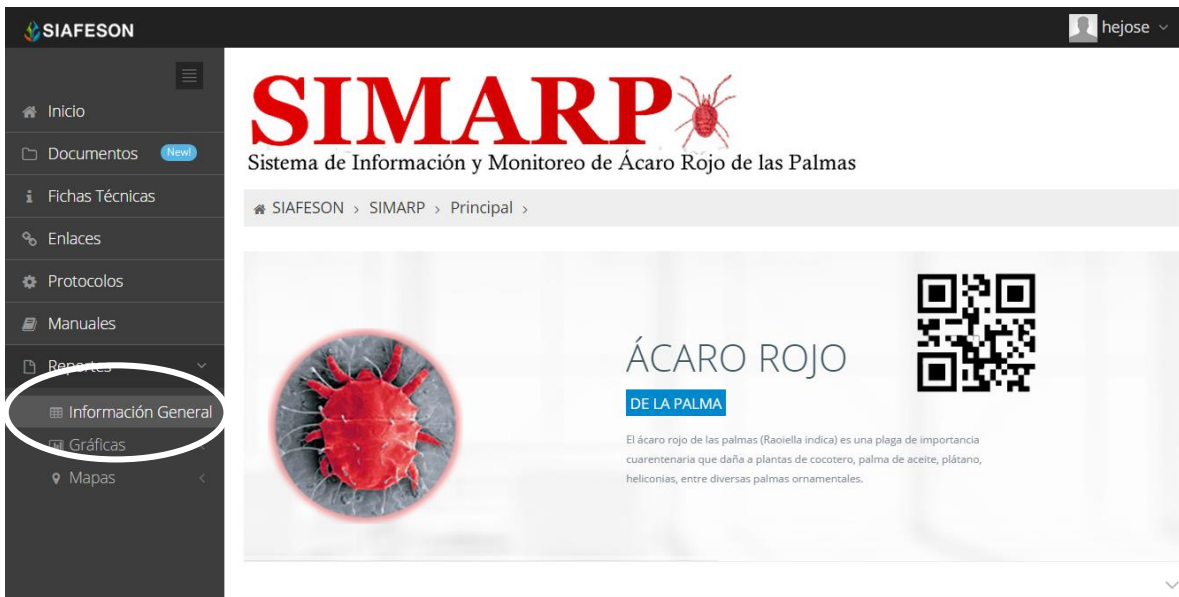 SIAFESON
hejose
Inicio
Documentos New!
Fichas Técnicas
Enlaces
Protocolos
Manuales
Reportes
Información General
Gráficas
Mapas
SIMARP
Sistema de Información y Monitoreo de Ácaro Rojo de las Palmas
SIAFESON > SIMARP > Principal >
ÁCARO ROJO
DE LA PALMA
El ácaro rojo de las palmas (Raoiella indica) es una plaga de importancia
cuarentenaria que daña a plantas de cocotero, palma de aceite, plátano,
heliconias, entre diversas palmas ornamentales.